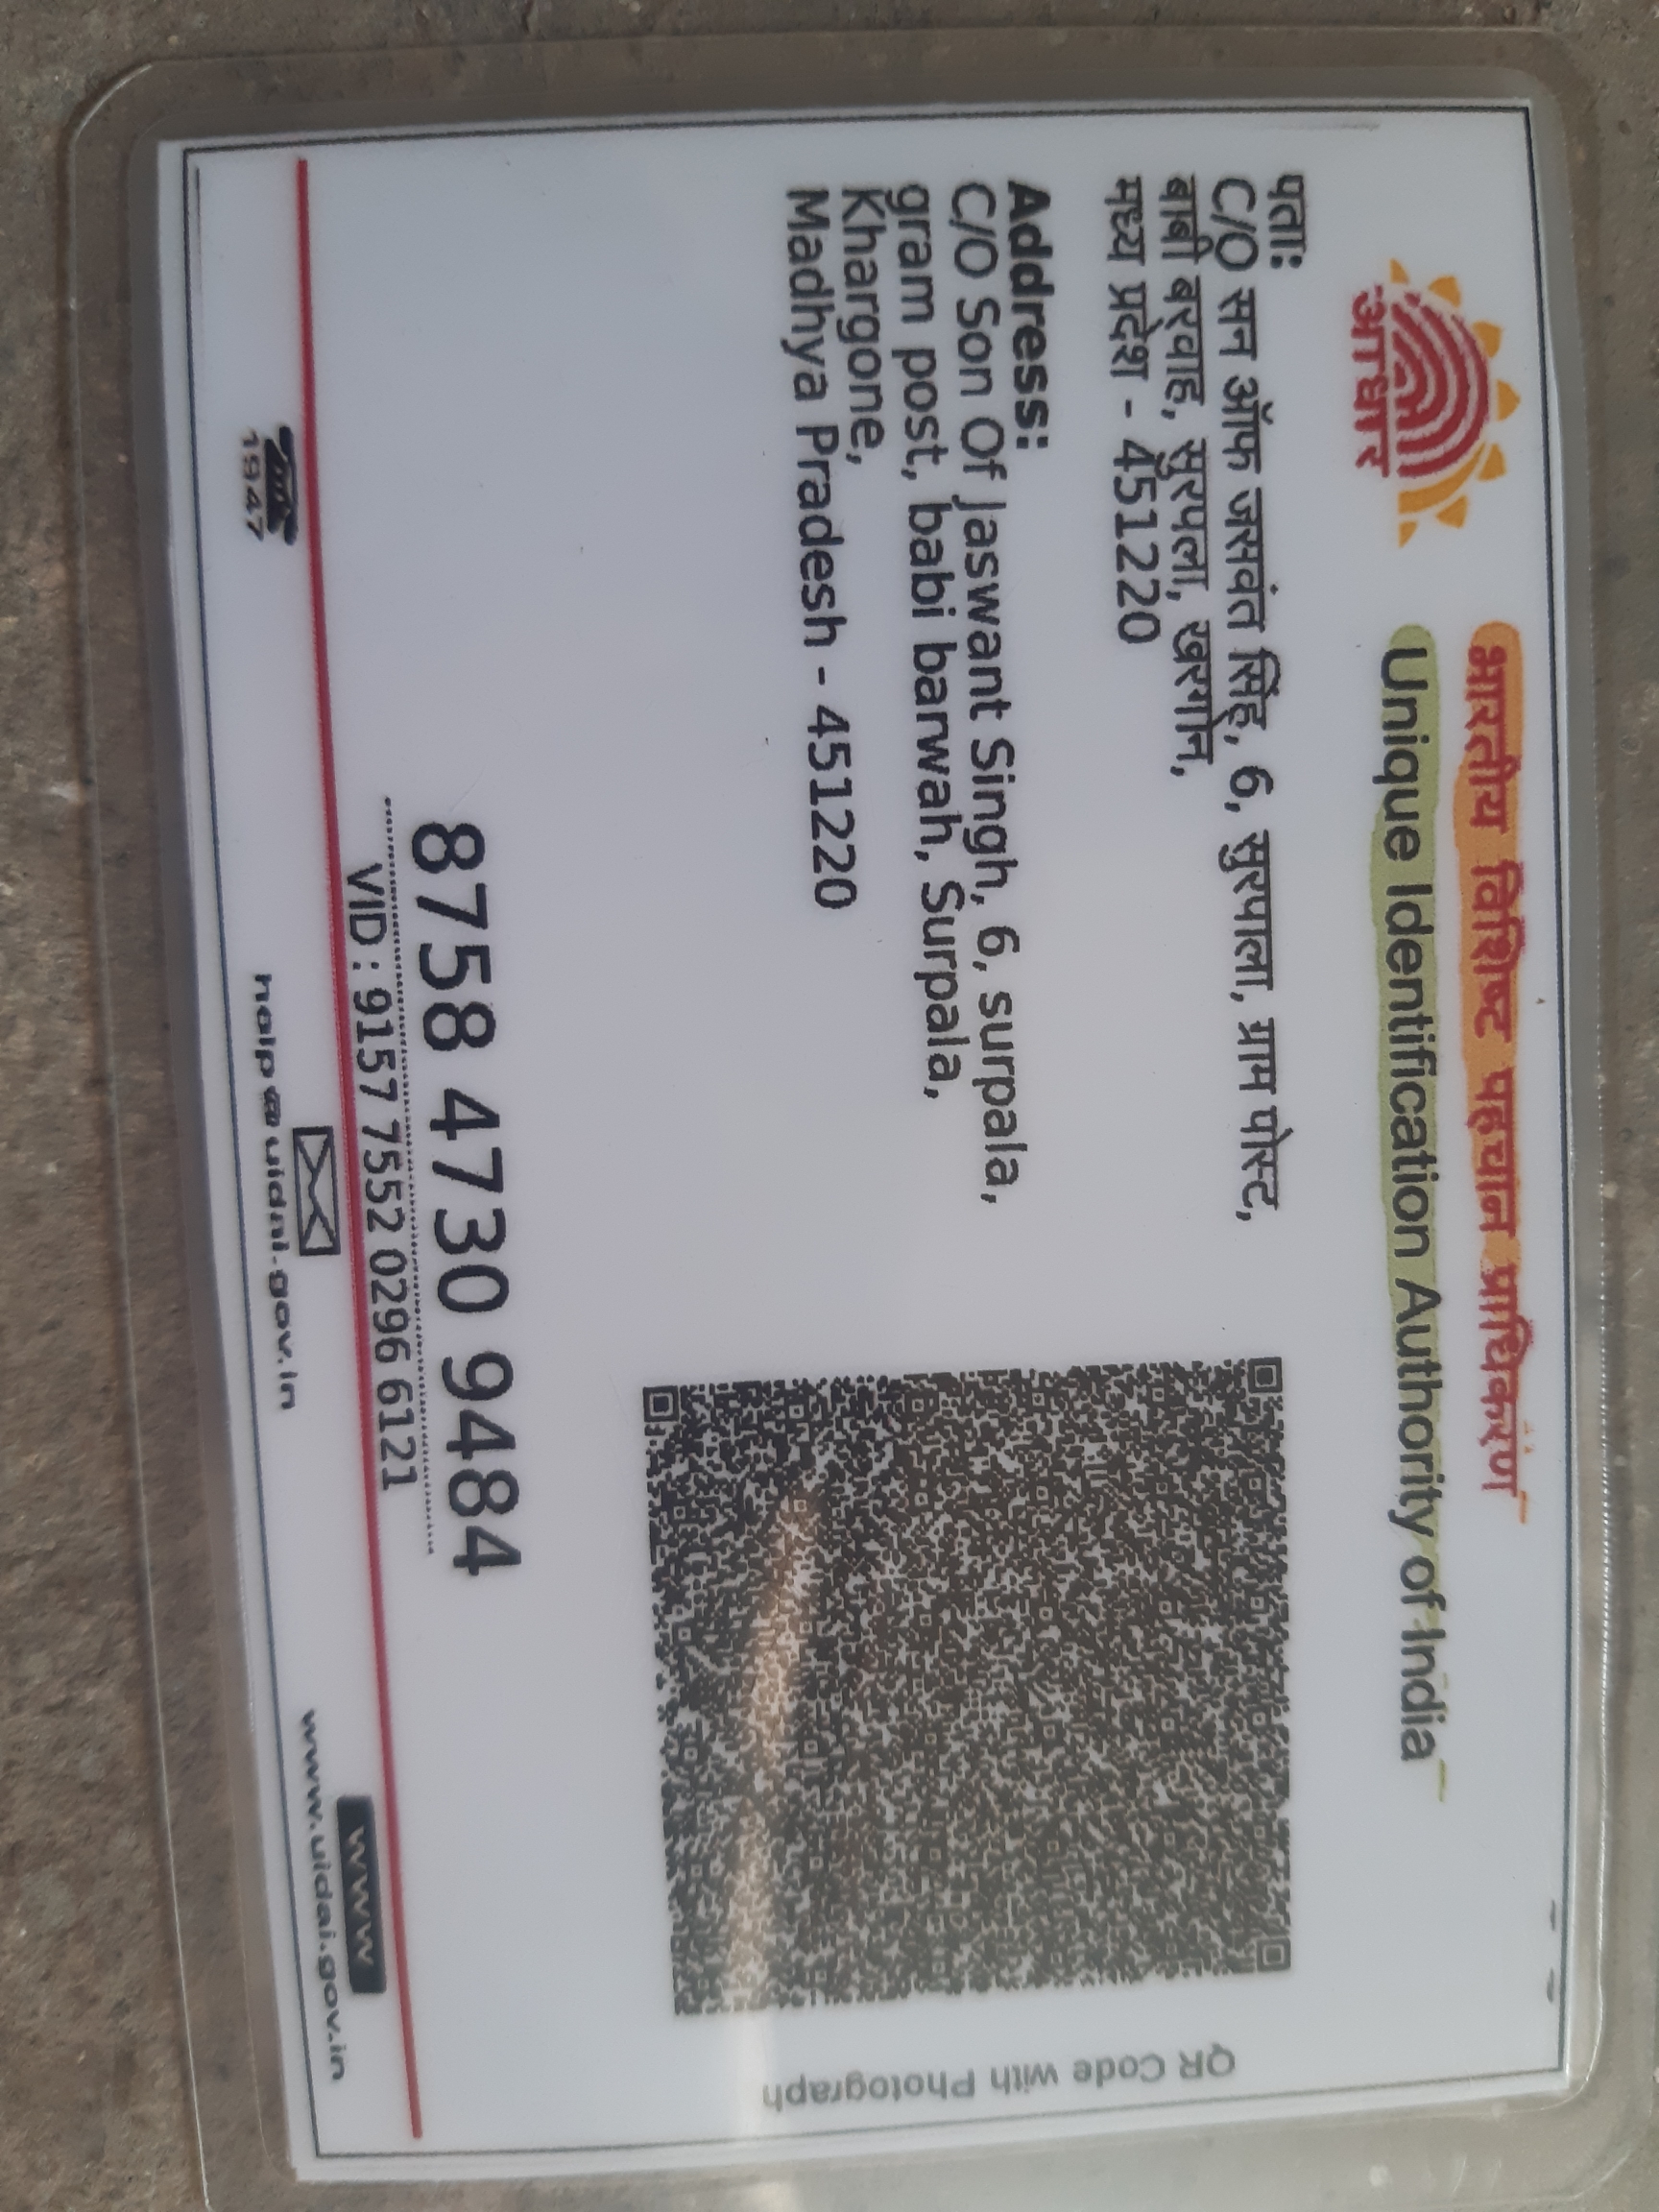 भारतीय विशिष्ट पहचान प्राधिकरण
Unique Identification Authority of India
आधार
पता:
C/O सन ऑफ जसवंत सिंह, 6, सुरपाला, ग्राम पोस्ट,
बाबी बरवाह, सुरपला, खरगोन,
मध्य प्रदेश - 451220
Address:
C/O Son Of Jaswant Singh, 6, surpala,
gram post, babi barwah, Surpala,
Khargone,
Madhya Pradesh - 451220
QR Code with Photograph
8758 4730 9484
VID : 9157 7552 0296 6121
1947
help@uidai.gov.in
WWW
www.uidai.gov.in